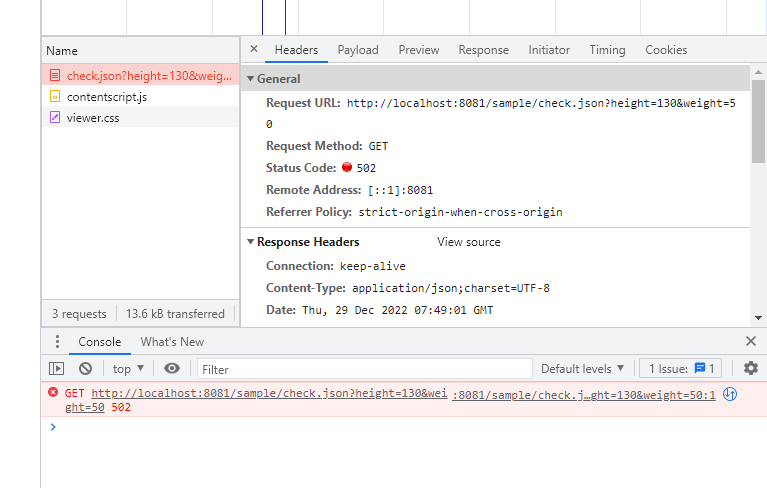 Name
check.json?height=130&weig...
contentscript.js
viewer.css
3 requests 13.6 kB transferred
× Headers Payload Preview Response Initiator Timing Cookies
General
Request URL: http://localhost:8081/sample/check.json?height=130&weight=5
0
Request Method: GET
Status Code: 502
Remote Address: [::1]:8081
Referrer Policy: strict-origin-when-cross-origin
Response Headers View source
Connection: keep-alive
Content-Type: application/json;charset=UTF-8
Date: Thu, 29 Dec 2022 07:49:01 GMT
Console What's New
top Filter Default levels 1 Issue: 1
GET http://localhost:8081/sample/check.json?height=130&wei :8081/sample/check.j…ght=130&weight=50:1
ght=50 502